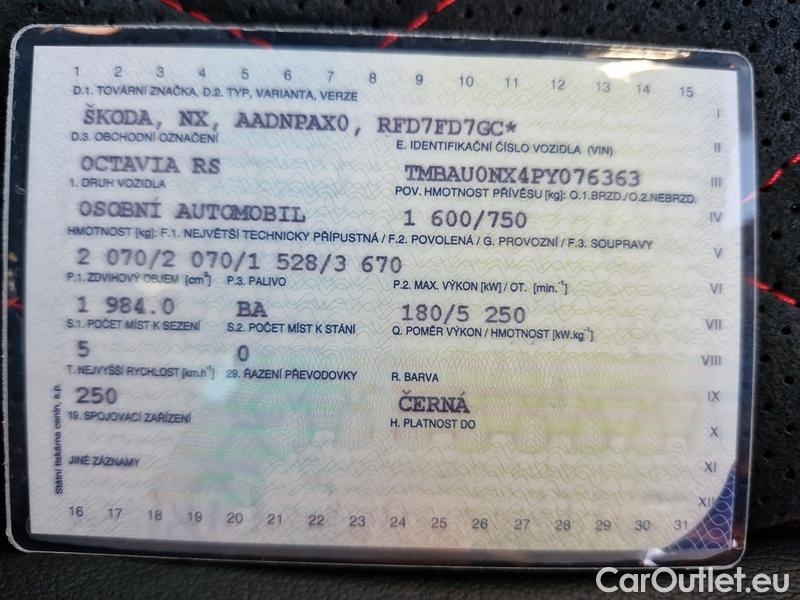 1 2 3 4 5 6 7 8 9 10 11 12 13 14 15
D.1. TOVÁRNÍ ZNAČKA, D.2. TYP, VARIANTA, VERZE
I
ŠKODA, NX, AADNPAX0, RFD7FD7GC*
D.3. OBCHODNÍ OZNAČENÍ E. IDENTIFIKAČNÍ ČÍSLO VOZIDLA (VIN)
II
OCTAVIA RS TMBAU0NX4PY076363
III
1. DRUH VOZIDLA POV. HMOTNOST PŘÍVĚSU [kg]: O.1.BRZD./O.2.NEBRZD.
OSOBNÍ AUTOMOBIL 1 600/750
IV
HMOTNOST [kg]: F.1. NEJVĚTŠÍ TECHNICKY PŘÍPUSTNÁ / F.2. POVOLENÁ / G. PROVOZNÍ / F.3. SOUPRAVY
V
2 070/2 070/1 528/3 670
P.1. ZDVIHOVÝ OBJEM [cm³] P.3. PALIVO P.2. MAX. VÝKON [kW] / OT. [min.⁻¹]
VI
1 984.0 BA 180/5 250
VII
S.1. POČET MÍST K SEZENÍ S.2. POČET MÍST K STÁNÍ Q. POMĚR VÝKON / HMOTNOST [kW.kg⁻¹]
5 0
VIII
T. NEJVYŠŠÍ RYCHLOST [km.h⁻¹] 29. ŘAZENÍ PŘEVODOVKY R. BARVA
250 ČERNÁ
IX
19. SPOJOVACÍ ZAŘÍZENÍ H. PLATNOST DO
X
JINÉ ZÁZNAMY
XI
XII
Státní tiskárna cenin, s.p.
16 17 18 19 20 21 22 23 24 25 26 27 28 29 30 31
CarOutlet.eu